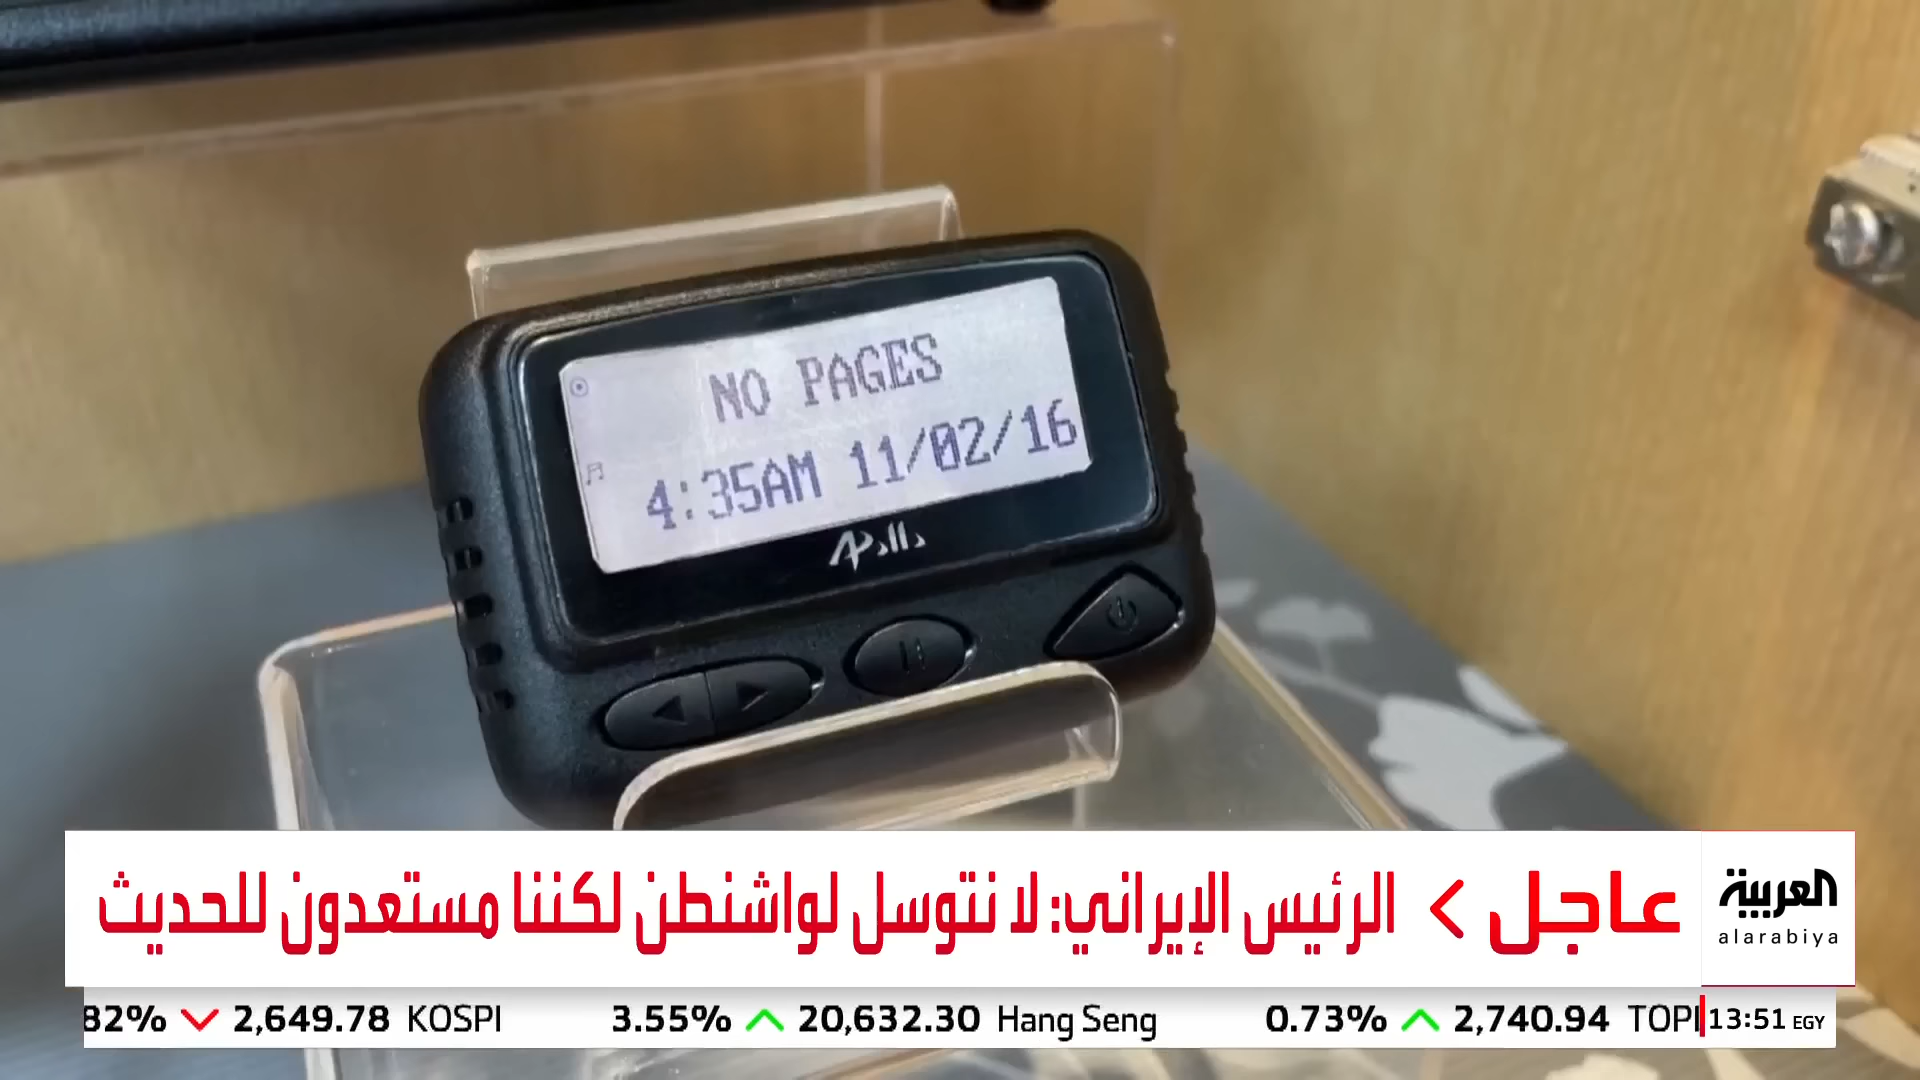 NO PAGES
4:35AM 11/02/16
Apollo
عاجل > الرئيس الإيراني: لا نتوسل لواشنطن لكننا مستعدون للحديث
العربية
alarabiya
82% 2,649.78 KOSPI 3.55% 20,632.30 Hang Seng 0.73% 2,740.94 TOPI
13:51 EGY